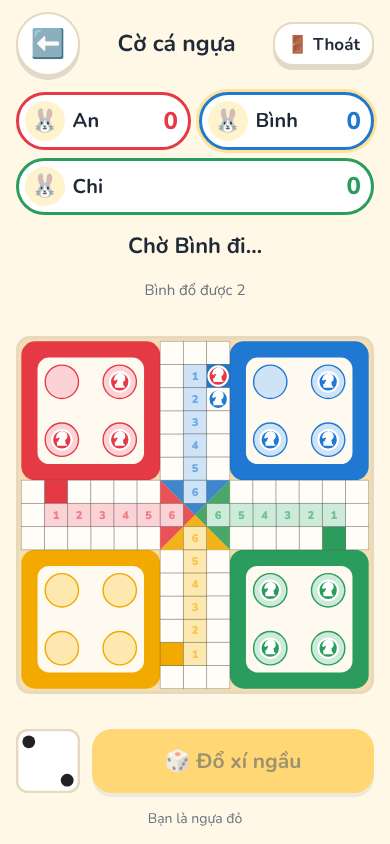 Cờ cá ngựa
Thoát
An 0
Bình 0
Chi 0
Chờ Bình đi...
Bình đổ được 2
1
2
3
4
5
6
1 2 3 4 5 6 6 5 4 3 2 1
6
5
4
3
2
1
Đổ xí ngầu
Bạn là ngựa đỏ